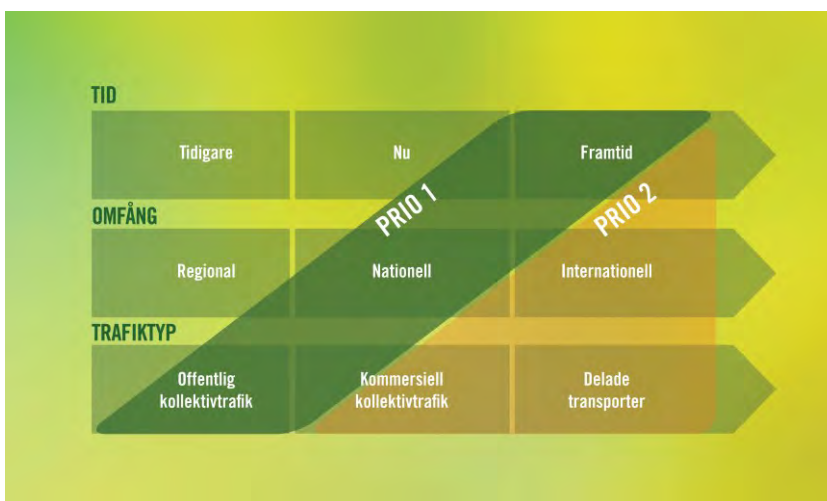 TID
Tidigare
Nu
Framtid
PRIO 1
PRIO 2
OMFÅNG
Regional
Nationell
Internationell
TRAFIKTYP
Offentlig
kollektivtrafik
Kommersiell
kollektivtrafik
Delade
transporter